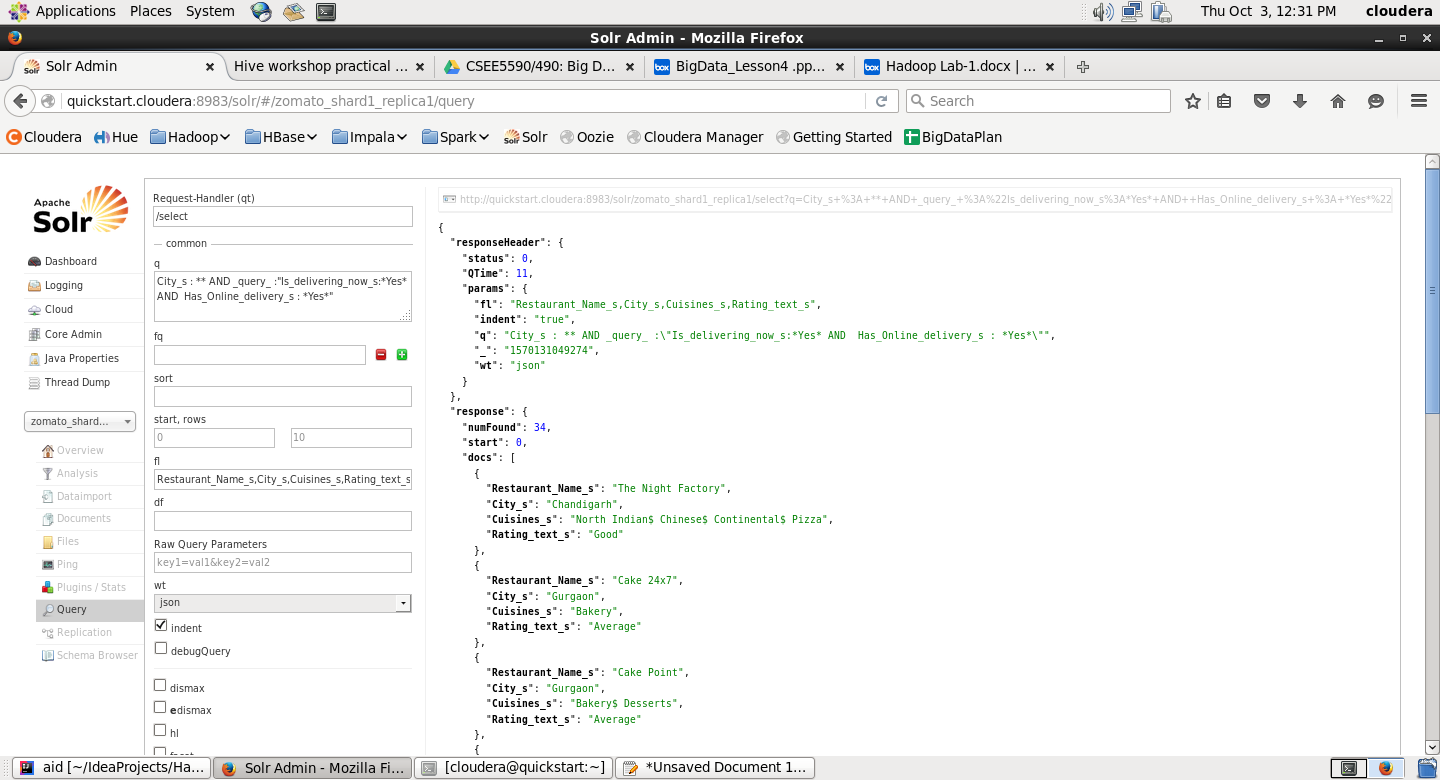 Applications Places System
Thu Oct 3, 12:31 PM cloudera
Solr Admin - Mozilla Firefox
Solr Admin
Hive workshop practical ...
CSEE5590/490: Big D...
BigData_Lesson4 .pp...
Hadoop Lab-1.docx | ...
quickstart.cloudera:8983/solr/#/zomato_shard1_replica1/query
Search
Cloudera Hue Hadoop HBase Impala Spark Solr Oozie Cloudera Manager Getting Started BigDataPlan
Apache
Solr
Dashboard
Logging
Cloud
Core Admin
Java Properties
Thread Dump
zomato_shard...
Overview
Analysis
Dataimport
Documents
Files
Ping
Plugins / Stats
Query
Replication
Schema Browser
Request-Handler (qt)
/select
common
q
City_s : ** AND _query_ :"Is_delivering_now_s:*Yes*
AND  Has_Online_delivery_s : *Yes*"
fq
sort
start, rows
0
10
fl
Restaurant_Name_s,City_s,Cuisines_s,Rating_text_s
df
Raw Query Parameters
key1=val1&key2=val2
wt
json
indent
debugQuery
dismax
edismax
hl
facet
http://quickstart.cloudera:8983/solr/zomato_shard1_replica1/select?q=City_s+%3A+**+AND+_query_+%3A%22Is_delivering_now_s%3A*Yes*+AND++Has_Online_delivery_s+%3A+*Yes*%22
{
"responseHeader": {
"status": 0,
"QTime": 11,
"params": {
"fl": "Restaurant_Name_s,City_s,Cuisines_s,Rating_text_s",
"indent": "true",
"q": "City_s : ** AND _query_ :\"Is_delivering_now_s:*Yes* AND  Has_Online_delivery_s : *Yes*\"",
"_": "1570131049274",
"wt": "json"
}
},
"response": {
"numFound": 34,
"start": 0,
"docs": [
{
"Restaurant_Name_s": "The Night Factory",
"City_s": "Chandigarh",
"Cuisines_s": "North Indian$ Chinese$ Continental$ Pizza",
"Rating_text_s": "Good"
},
{
"Restaurant_Name_s": "Cake 24x7",
"City_s": "Gurgaon",
"Cuisines_s": "Bakery",
"Rating_text_s": "Average"
},
{
"Restaurant_Name_s": "Cake Point",
"City_s": "Gurgaon",
"Cuisines_s": "Bakery$ Desserts",
"Rating_text_s": "Average"
},
{
aid [~/IdeaProjects/Ha...
Solr Admin - Mozilla Fi...
[cloudera@quickstart:~]
*Unsaved Document 1...